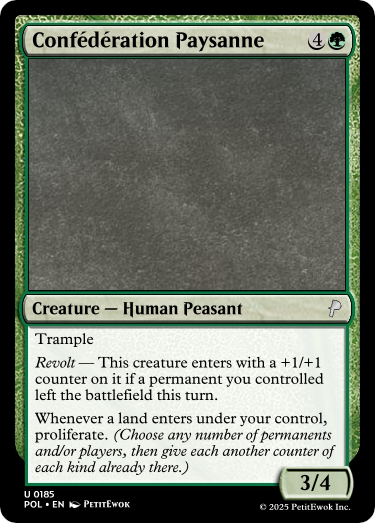 Confédération Paysanne 4
Creature — Human Peasant
Trample
Revolt — This creature enters with a +1/+1
counter on it if a permanent you controlled
left the battlefield this turn.
Whenever a land enters under your control,
proliferate. (Choose any number of permanents
and/or players, then give each another counter of
each kind already there.)
3/4
U 0185
POL • EN PetitEwok
© 2025 PetitEwok Inc.